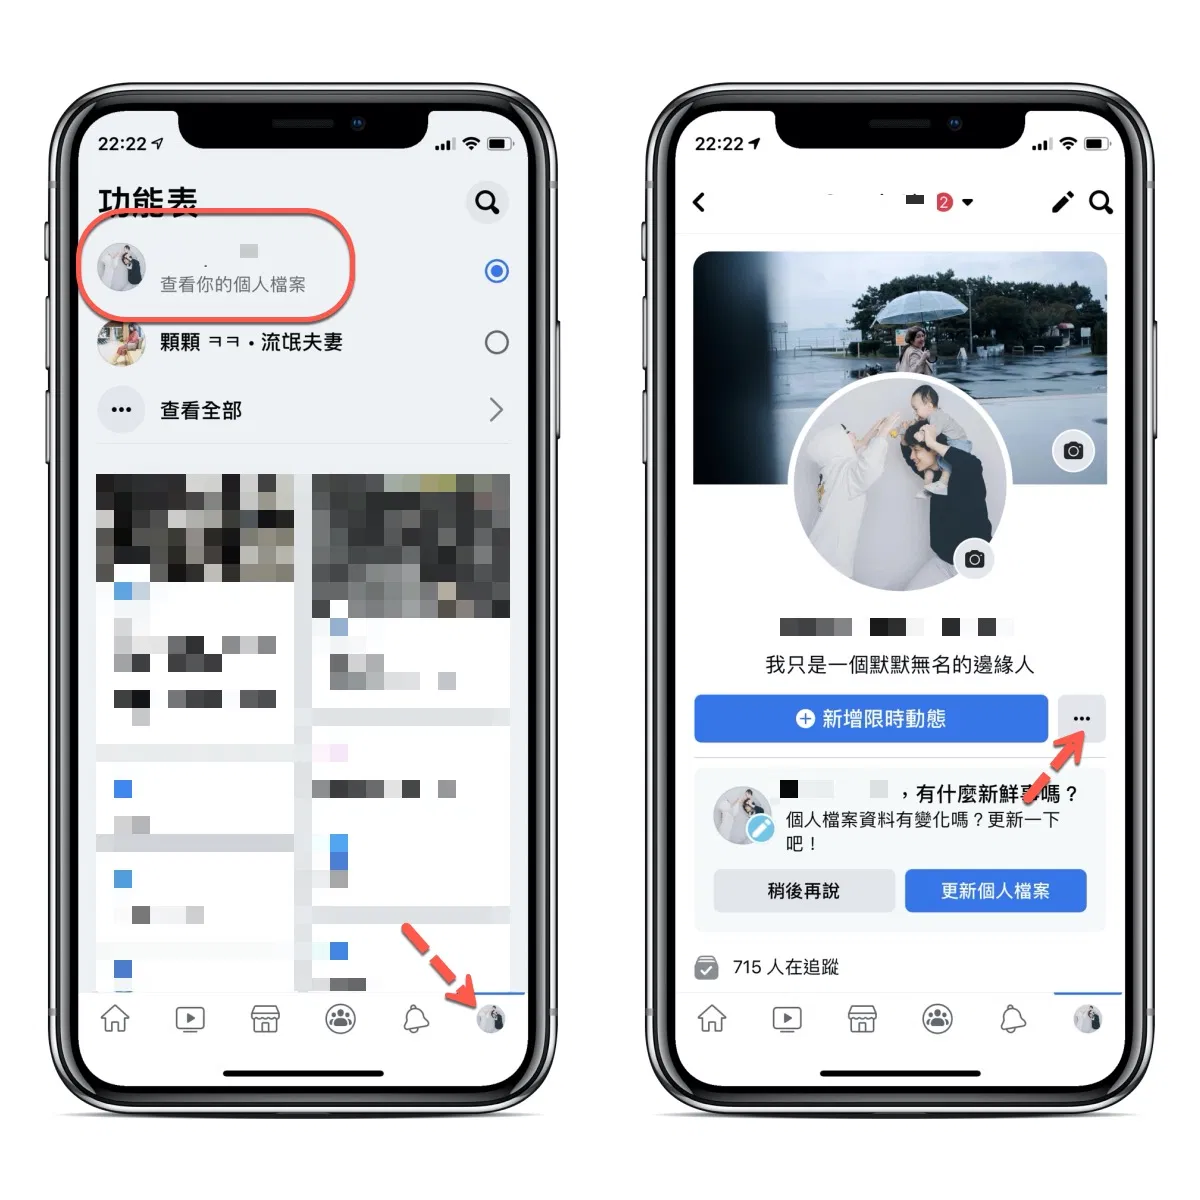 22:22
功能表
查看你的個人檔案
顆顆 ㅋㅋ・流氓夫妻
查看全部
22:22
2
我只是一個默默無名的邊緣人
新增限時動態
，有什麼新鮮事嗎？
個人檔案資料有變化嗎？更新一下
吧！
稍後再說
更新個人檔案
715 人在追蹤